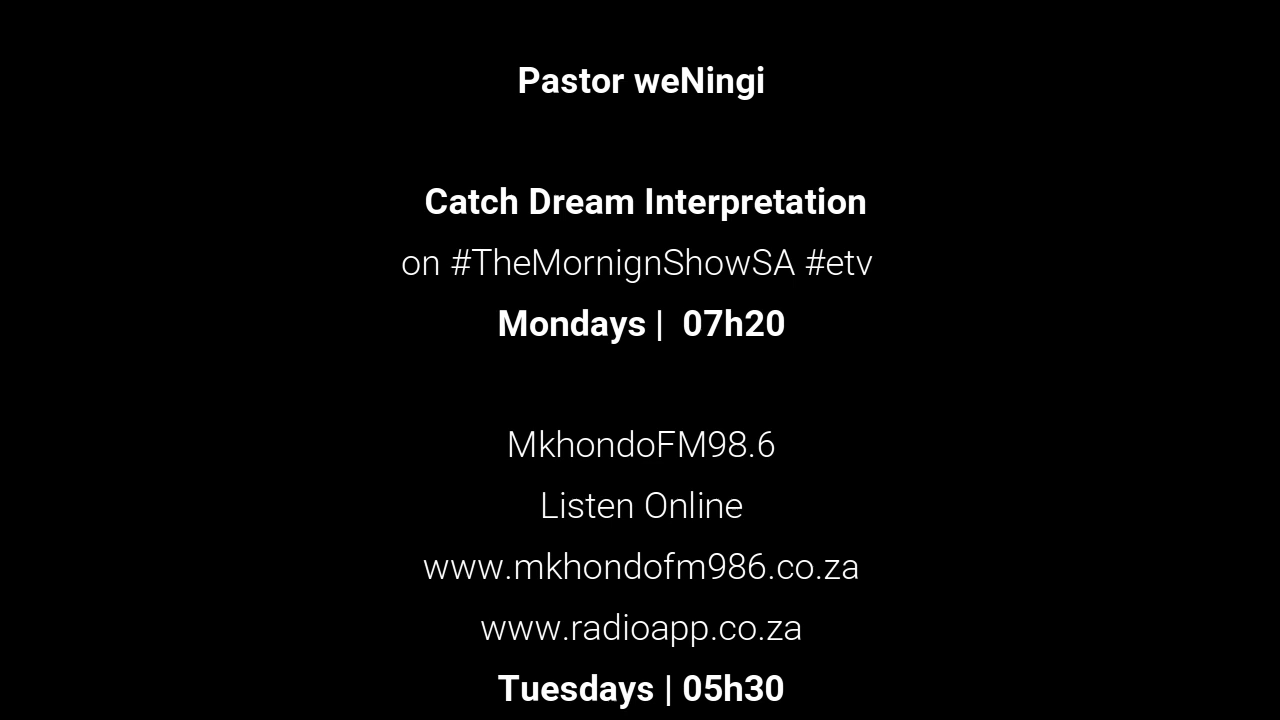 Pastor weNingi
Catch Dream Interpretation
on #TheMornignShowSA #etv
Mondays | 07h20
MkhondoFM98.6
Listen Online
www.mkhondofm986.co.za
www.radioapp.co.za
Tuesdays | 05h30